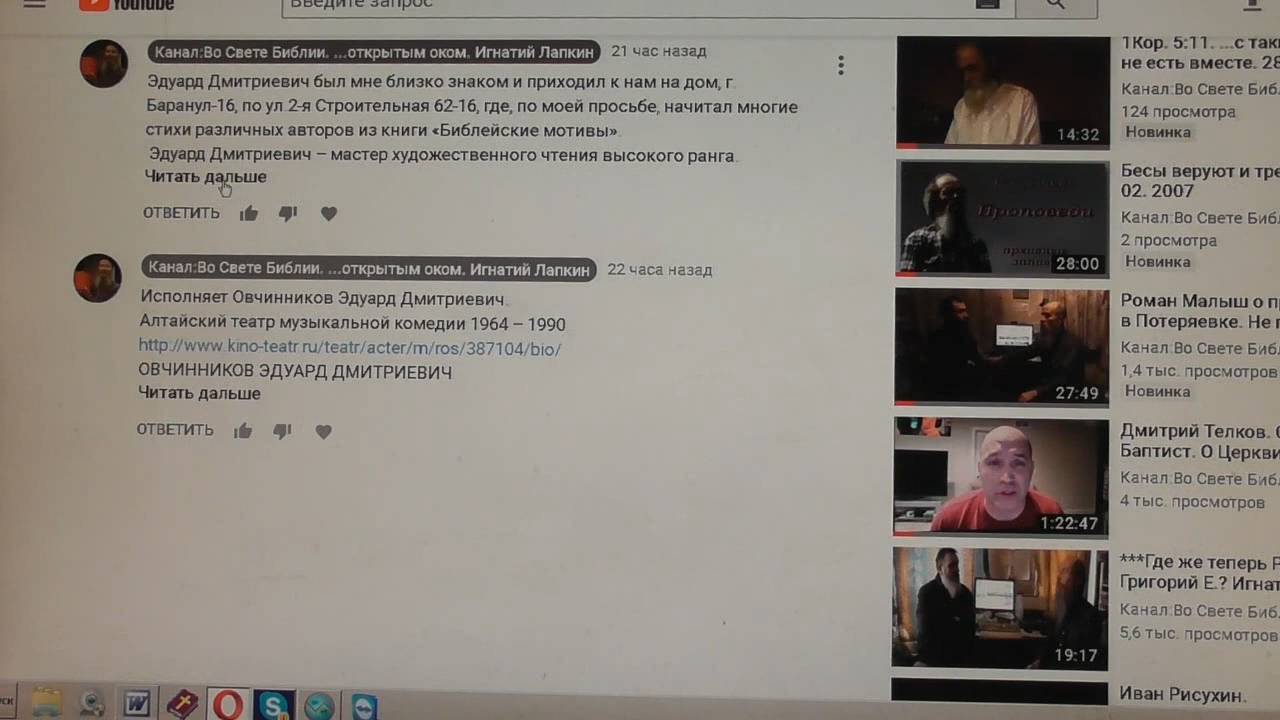 YouTube
Введите запрос
Канал:Во Свете Библии. ...открытым оком. Игнатий Лапкин 21 час назад
Эдуард Дмитриевич был мне близко знаком и приходил к нам на дом, г.
Баранул-16, по ул 2-я Строительная 62-16, где, по моей просьбе, начитал многие
стихи различных авторов из книги «Библейские мотивы».
Эдуард Дмитриевич – мастер художественного чтения высокого ранга.
Читать дальше
ОТВЕТИТЬ
Канал:Во Свете Библии. ...открытым оком. Игнатий Лапкин 22 часа назад
Исполняет Овчинников Эдуард Дмитриевич.
Алтайский театр музыкальной комедии 1964 – 1990
http://www.kino-teatr.ru/teatr/acter/m/ros/387104/bio/
ОВЧИННИКОВ ЭДУАРД ДМИТРИЕВИЧ
Читать дальше
ОТВЕТИТЬ
14:32
1Кор. 5:11. ...с таки
не есть вместе. 28
Канал:Во Свете Библ
124 просмотра
Новинка
Проповеди
28:00
Бесы веруют и тре
02. 2007
Канал:Во Свете Библ
2 просмотра
Новинка
27:49
Роман Малыш о п
в Потеряевке. Не
Канал:Во Свете Библ
1,4 тыс. просмотров
Новинка
1:22:47
Дмитрий Телков.
Баптист. О Церкви
Канал:Во Свете Библ
4 тыс. просмотров
19:17
***Где же теперь
Григорий Е.? Игнат
Канал:Во Свете Библ
5,6 тыс. просмотров
Иван Рисухин.